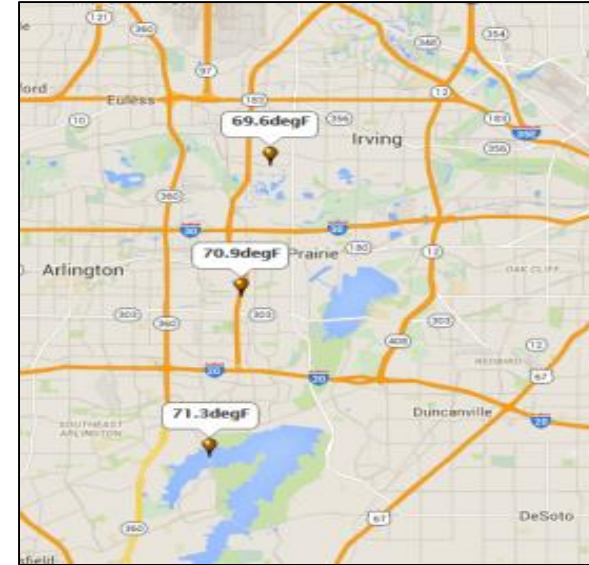 121
360
354
348
97
ford
Euless
183
12
10
69.6degF
356
183
Irving
356
360
30
30
70.9degF
Prairie
180
12
Arlington
OAK CLIFF
303
360
303
303
408
12
REDBIRD
20
20
67
71.3degF
Duncanville
20
SOUTHEAST
ARLINGTON
360
67
DeSoto
sfield